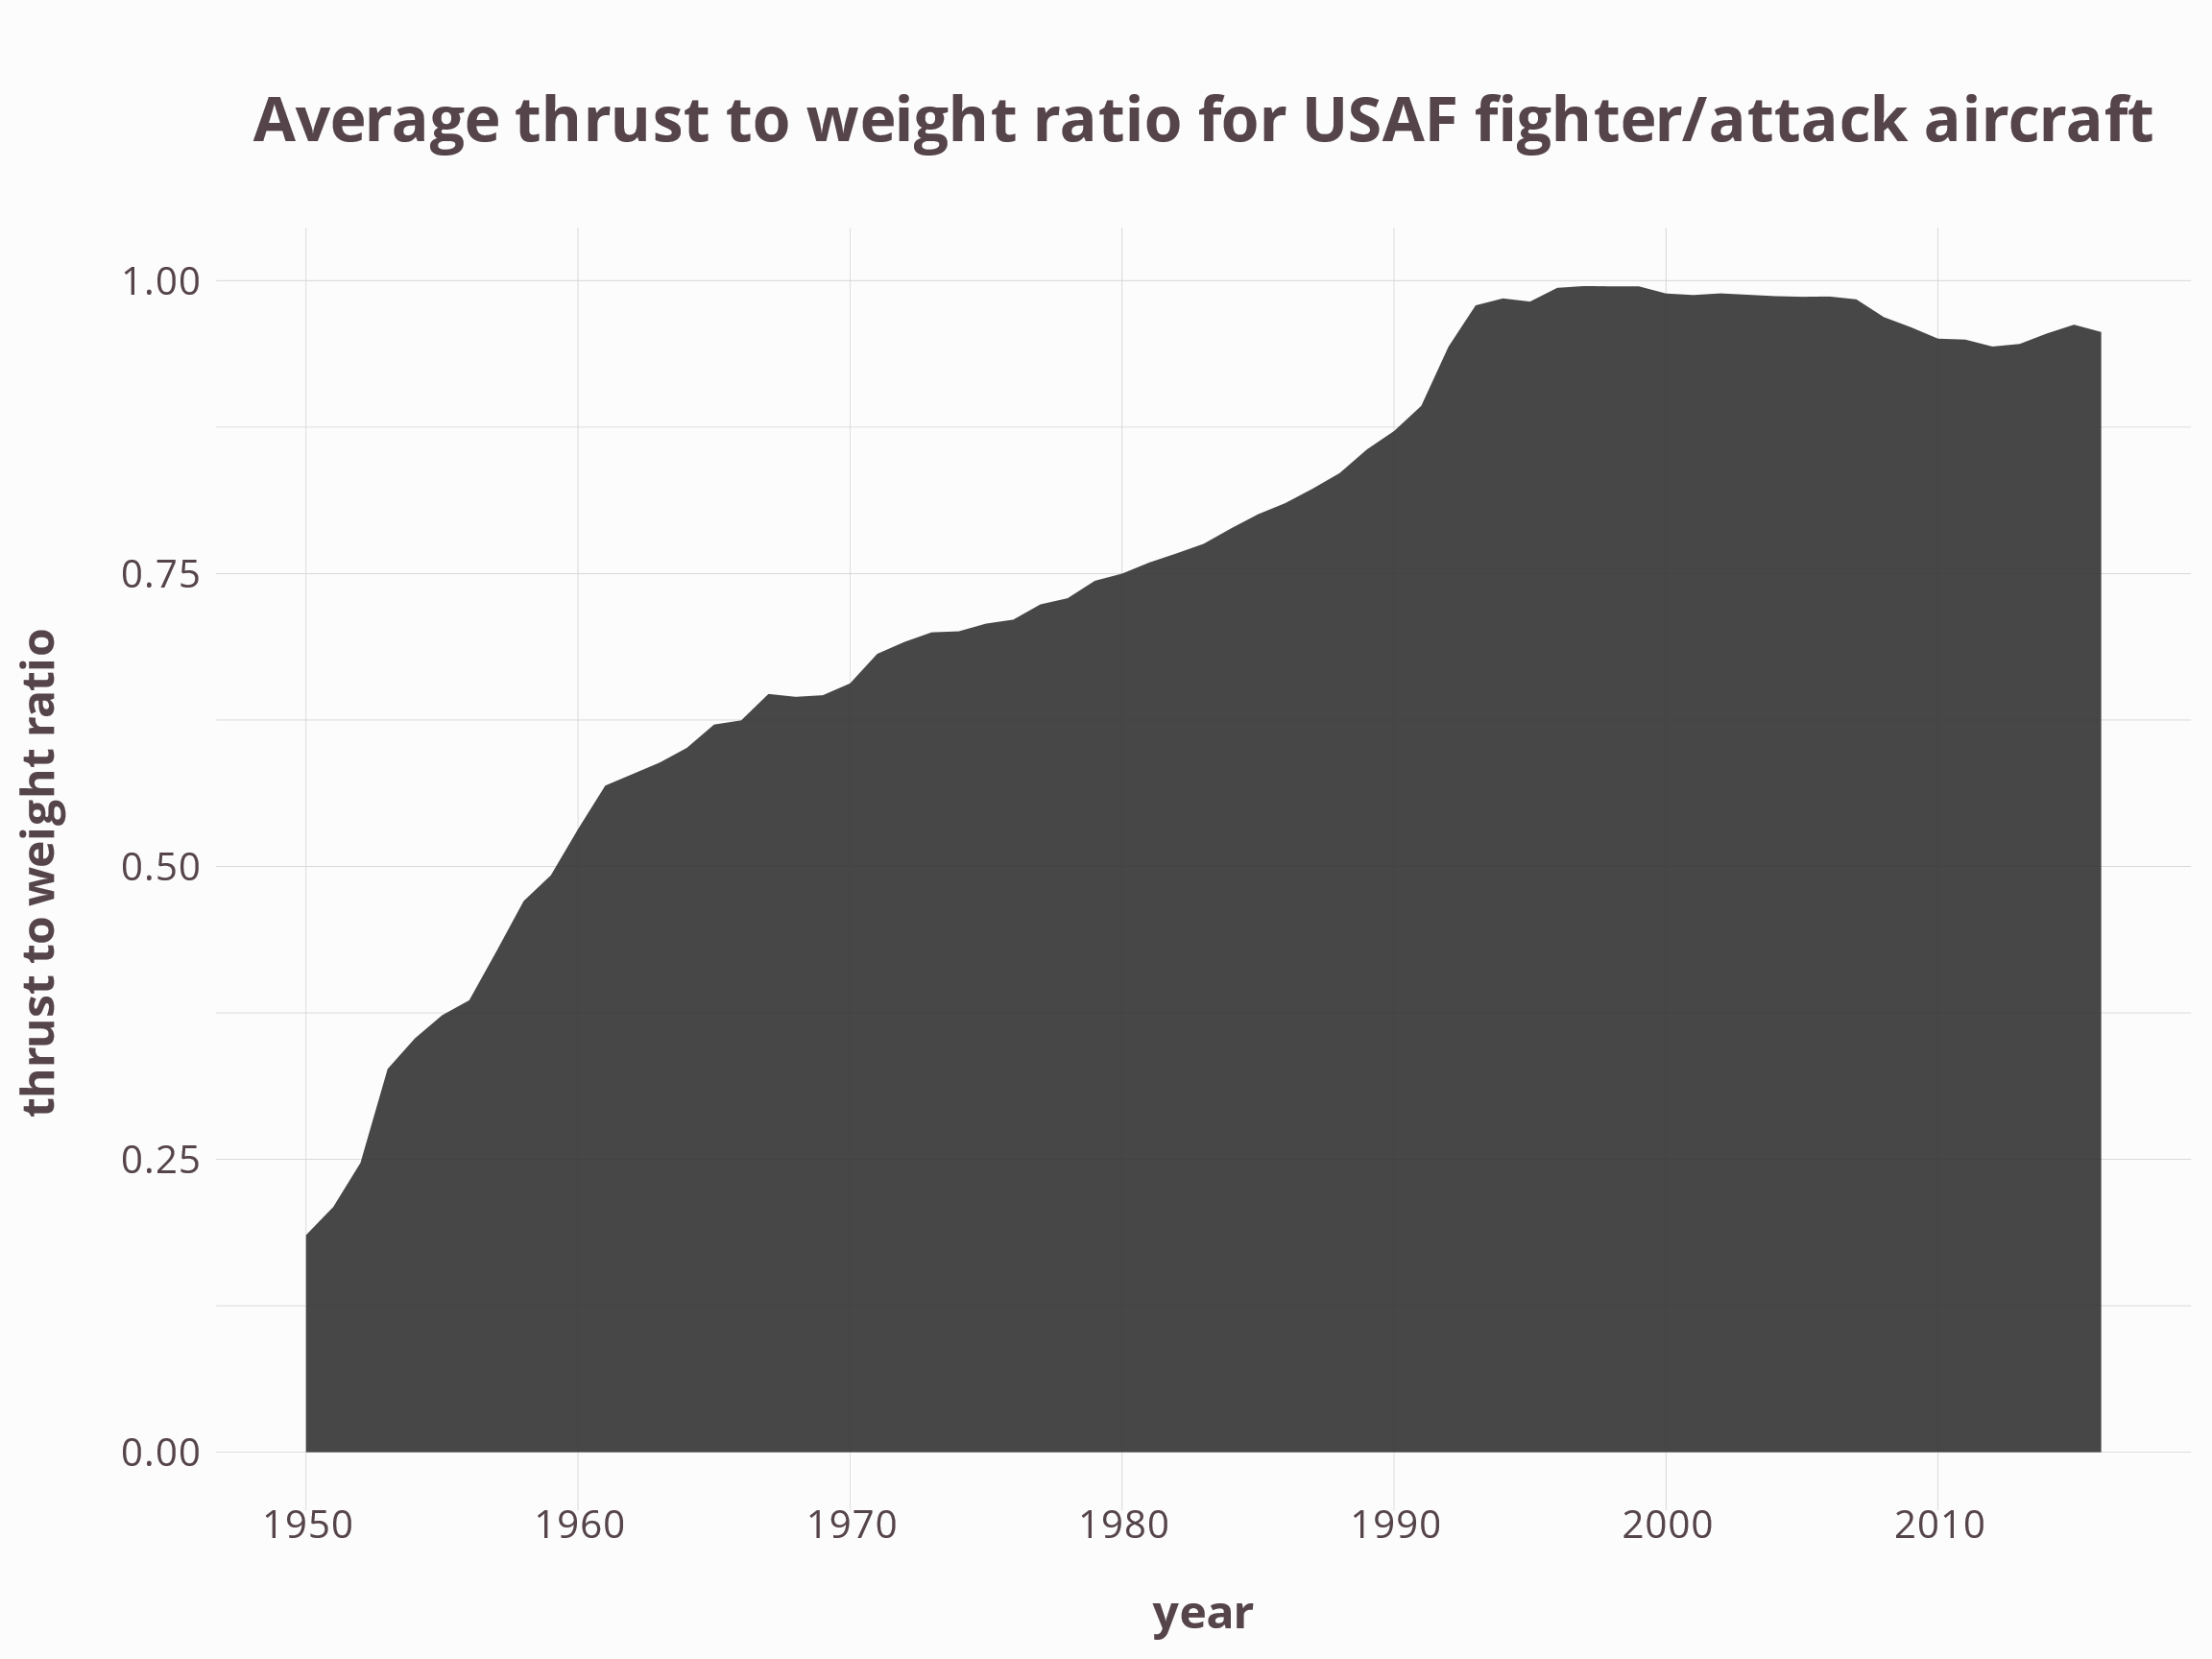 Average thrust to weight ratio for USAF fighter/attack aircraft
thrust to weight ratio
1.00
0.75
0.50
0.25
0.00
1950 1960 1970 1980 1990 2000 2010
year